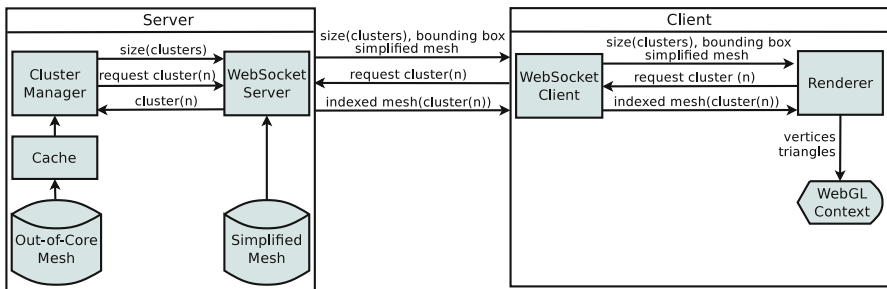 Server
Client
size(clusters)
request cluster(n)
cluster(n)
Cluster
Manager
WebSocket
Server
Cache
Out-of-Core
Mesh
Simplified
Mesh
size(clusters), bounding box
simplified mesh
request cluster(n)
indexed mesh(cluster(n))
WebSocket
Client
size(clusters), bounding box
simplified mesh
request cluster (n)
indexed mesh(cluster(n))
Renderer
vertices
triangles
WebGL
Context